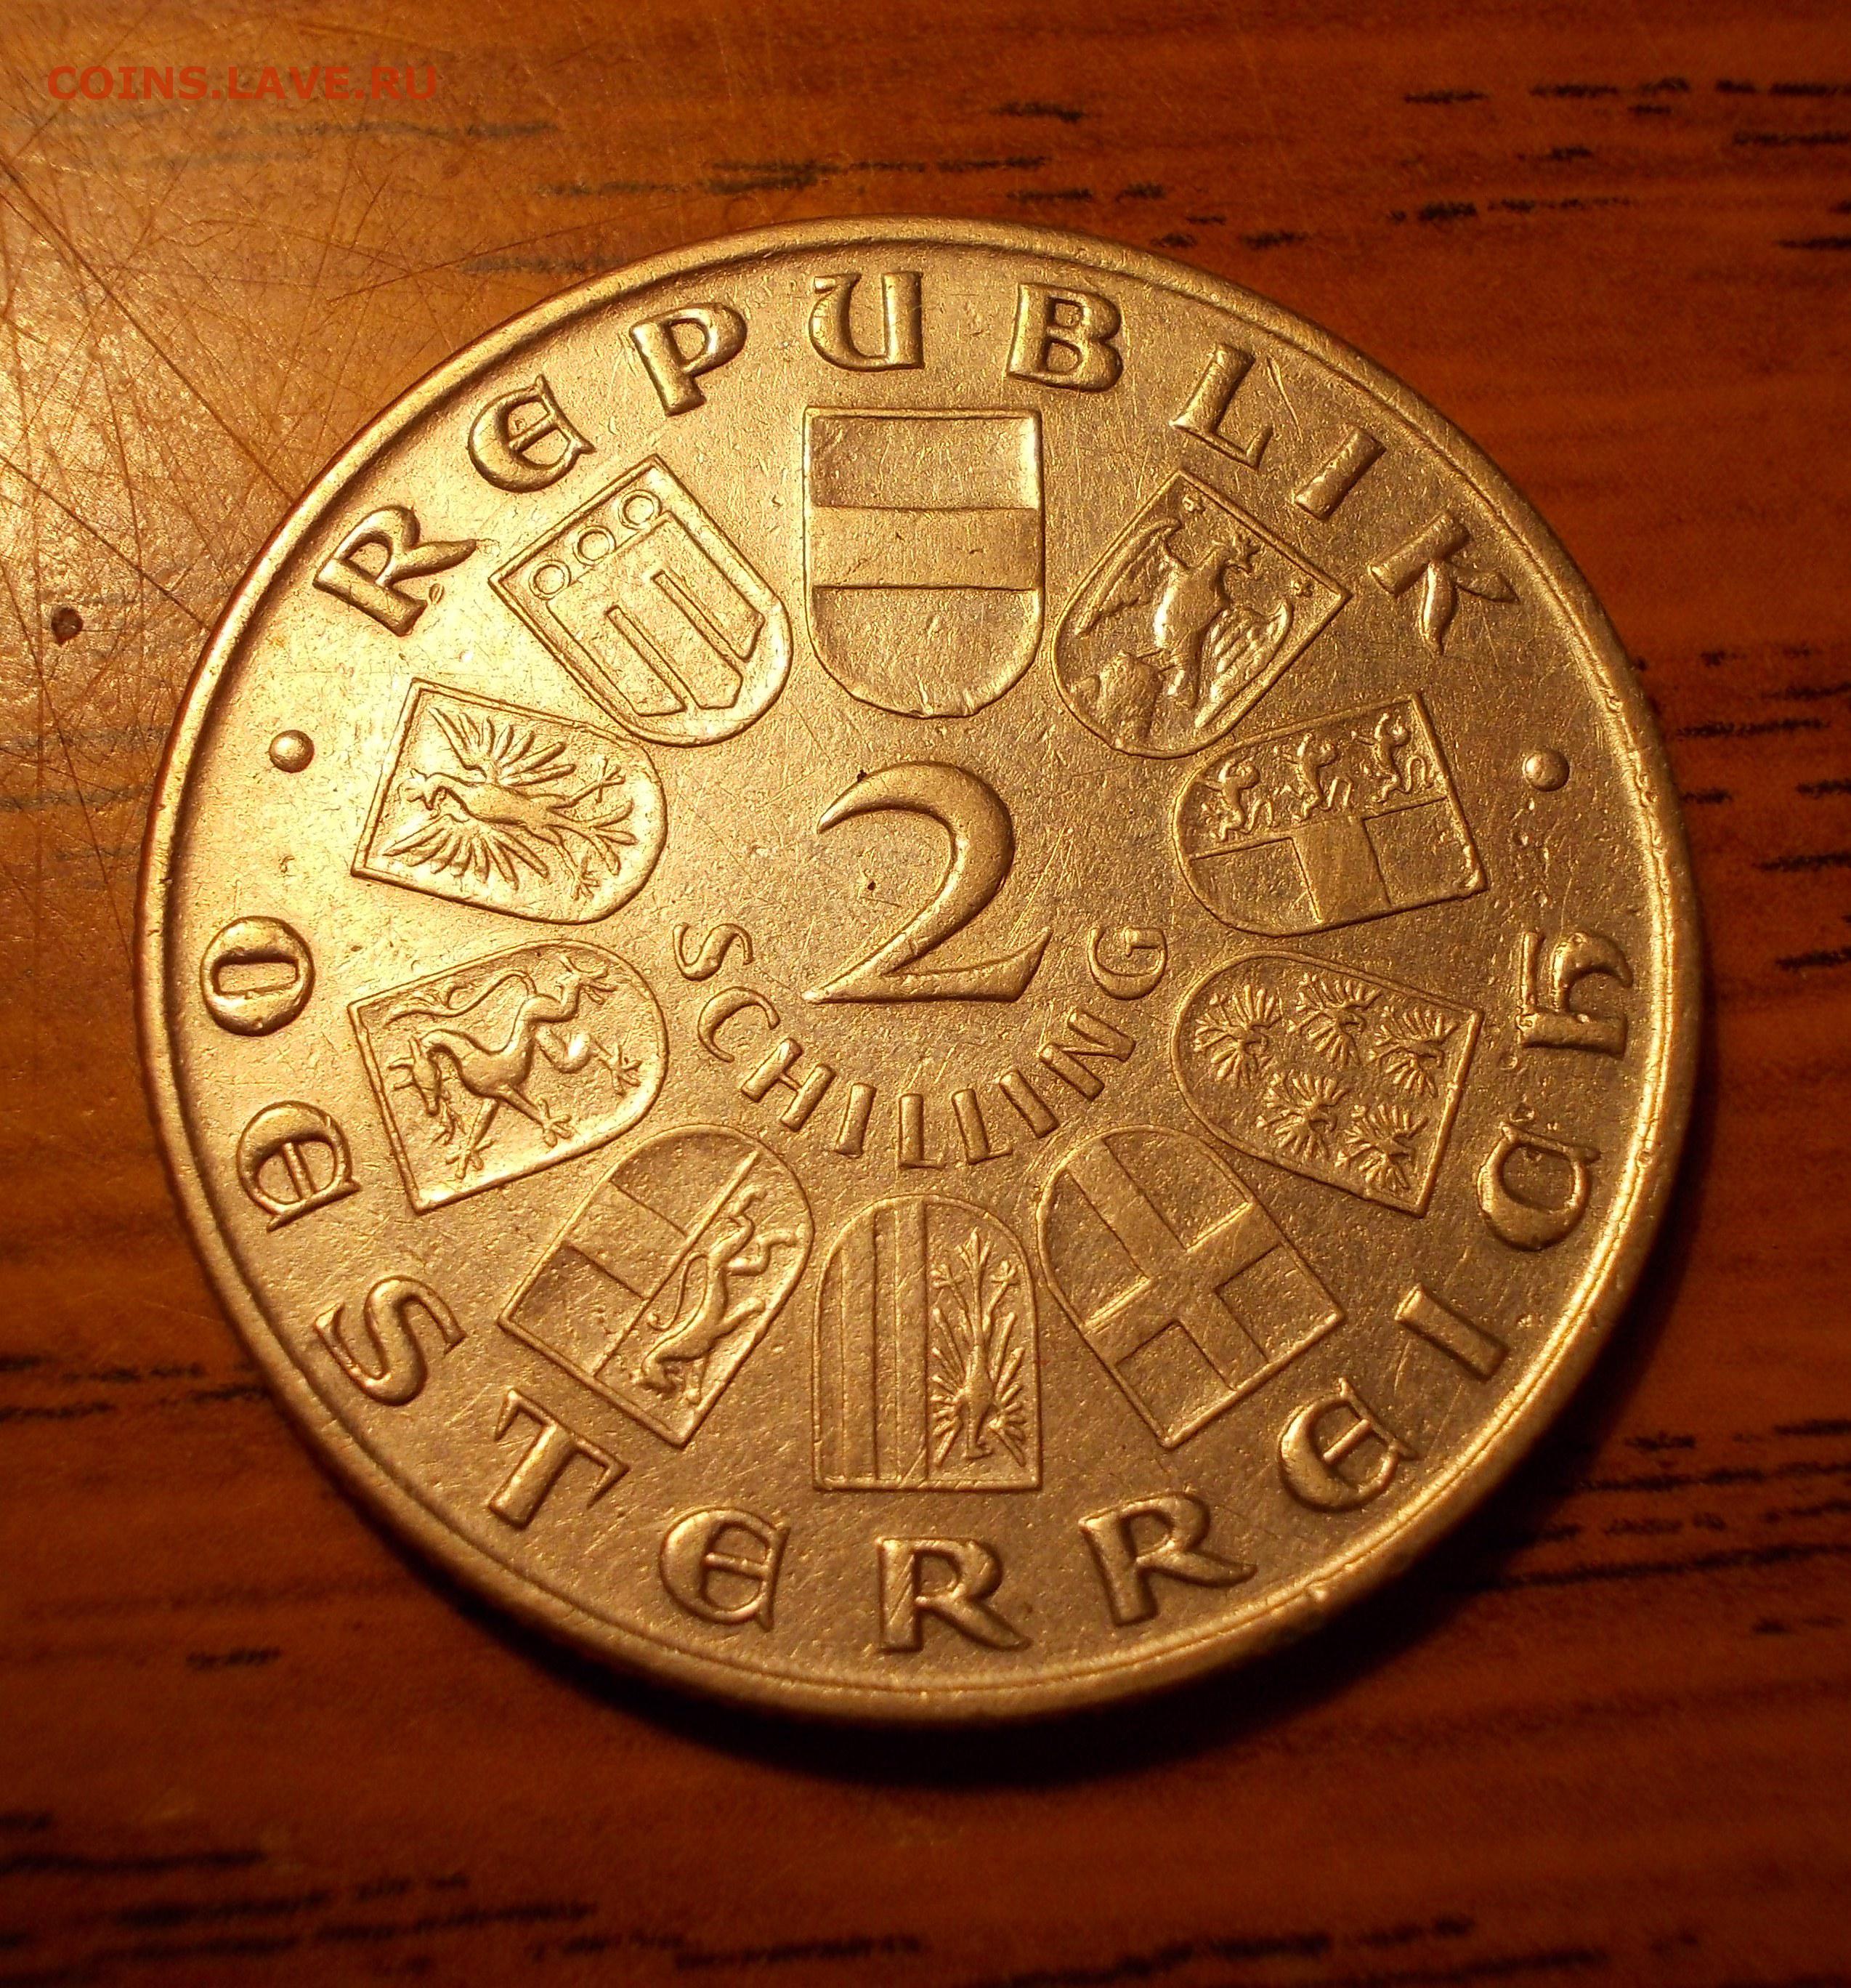 COINS.LAVE.RU
· REPUBLIK ·
OESTERREICH
2
SCHILLING